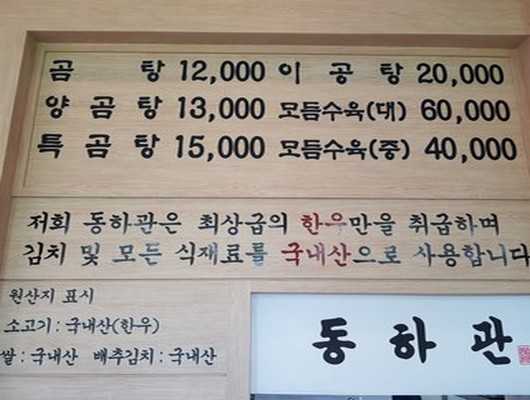 곰 탕 12,000 이 공 탕 20,000
양 곰 탕 13,000 모듬수육(대) 60,000
특 곰 탕 15,000 모듬수육(중) 40,000
저희 동하관은 최상급의 한우만을 취급하며
김치 및 모든 식재료를 국내산으로 사용합니다
원산지 표시
소고기 : 국내산(한우)
쌀 : 국내산 배추김치 : 국내산
동하관